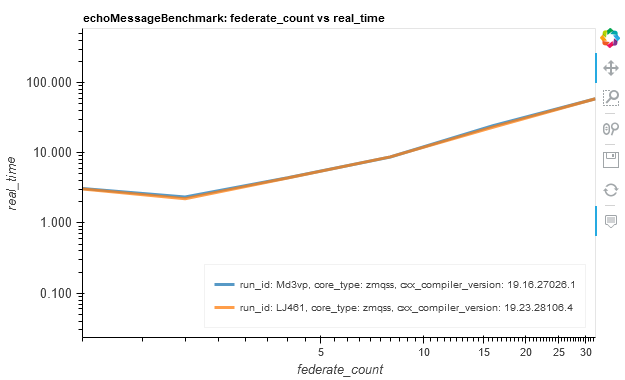 echoMessageBenchmark: federate_count vs real_time
100.000
10.000
1.000
0.100
real_time
run_id: Md3vp, core_type: zmqss, cxx_compiler_version: 19.16.27026.1
run_id: LJ461, core_type: zmqss, cxx_compiler_version: 19.23.28106.4
5 10 15 20 25 30
federate_count